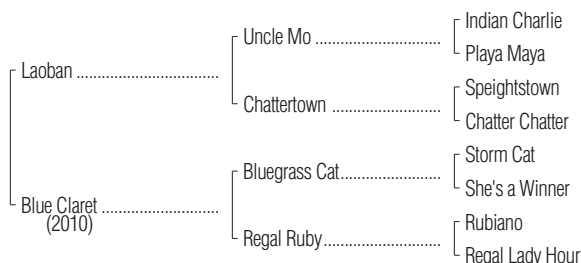 Indian Charlie
Uncle Mo ..............................
Playa Maya
Laoban ..................................
Speightstown
Chattertown ..........................
Chatter Chatter
Storm Cat
Bluegrass Cat........................
She's a Winner
Blue Claret ............................
(2010)
Rubiano
Regal Ruby............................
Regal Lady Hour